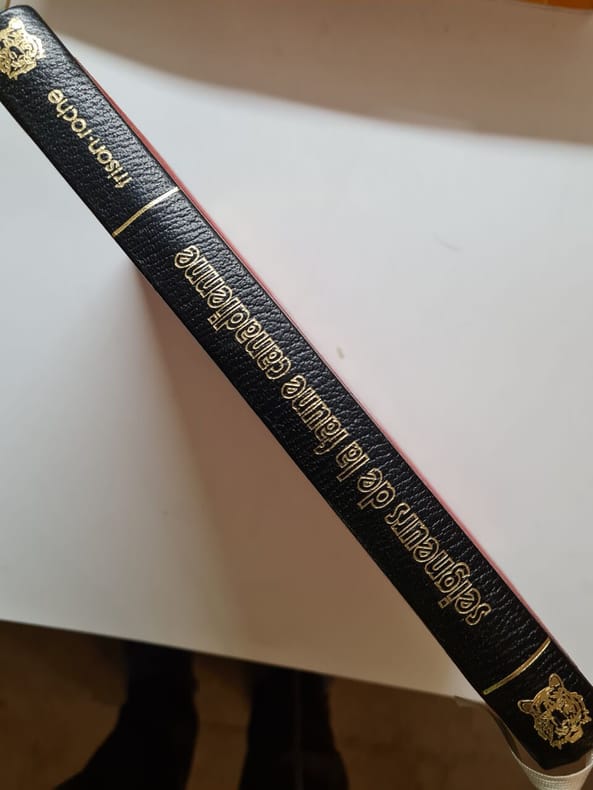 frison-roche
seigneurs de la faune canadienne